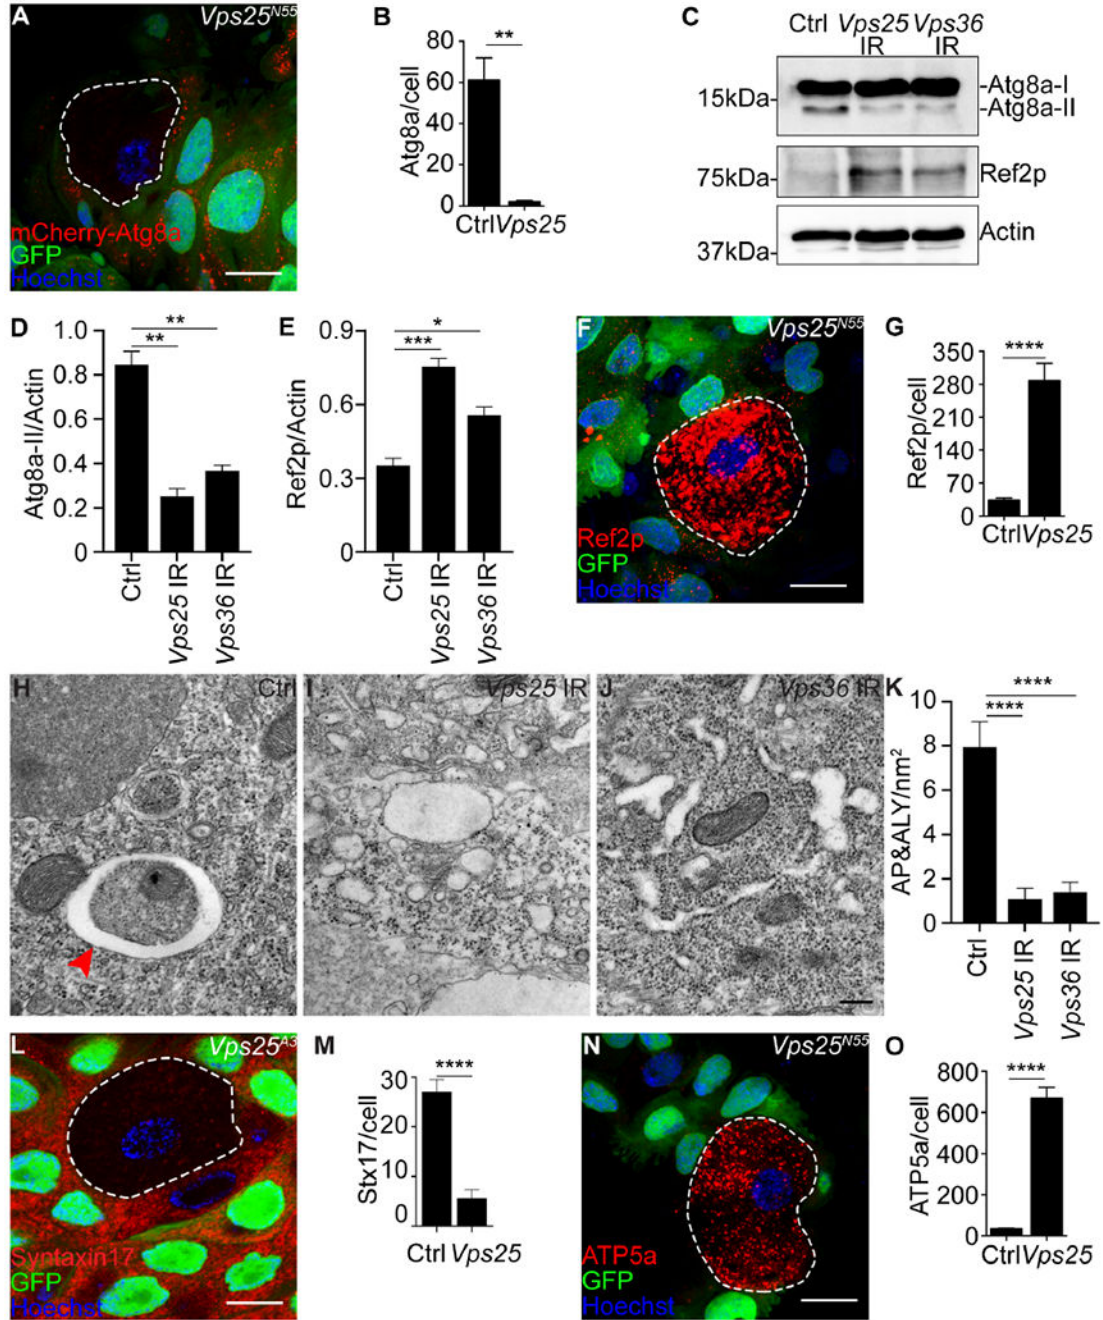 A
Vps25N55
mCherry-Atg8a
GFP
Hoechst
B
**
80
60
40
20
0
Atg8a/cell
Ctrl Vps25
C
Ctrl Vps25 IR Vps36 IR
15kDa-
-Atg8a-I
-Atg8a-II
75kDa-
Ref2p
37kDa-
Actin
D
**
**
1.0
0.8
0.6
0.4
0.2
0
Atg8a-II/Actin
Ctrl
Vps25 IR
Vps36 IR
E
*
***
0.9
0.6
0.3
0
Ref2p/Actin
Ctrl
Vps25 IR
Vps36 IR
F
Vps25N55
Ref2p
GFP
Hoechst
G
****
350
280
210
140
70
0
Ref2p/cell
Ctrl Vps25
H
Ctrl
I
Vps25 IR
J
Vps36 IR
K
****
****
10
8
6
4
2
0
AP&ALY/nm2
Ctrl
Vps25 IR
Vps36 IR
L
Vps25A3
Syntaxin17
GFP
Hoechst
M
****
30
20
10
0
Stx17/cell
Ctrl Vps25
N
Vps25N55
ATP5a
GFP
Hoechst
O
****
800
600
400
200
0
ATP5a/cell
Ctrl Vps25